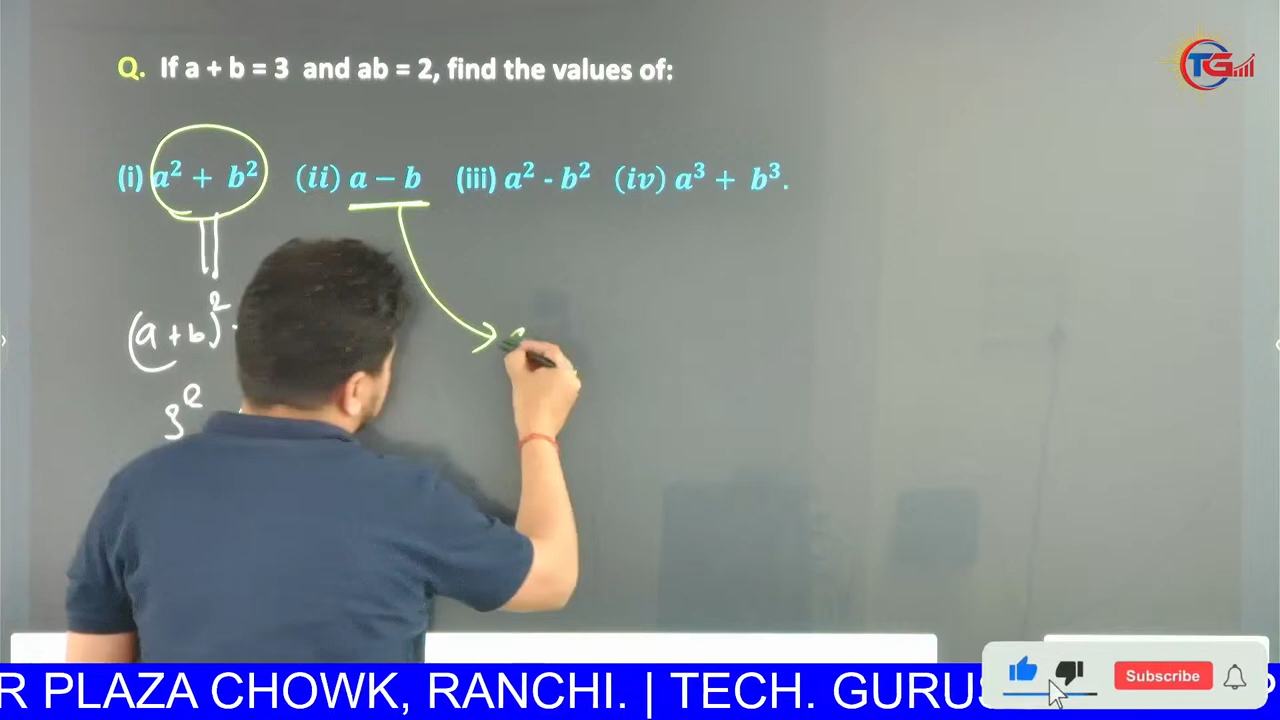 TG
Q. If a + b = 3 and ab = 2, find the values of:
(i) a² + b² (ii) a − b (iii) a² - b² (iv) a³ + b³.
(a+b)²
3²
R PLAZA CHOWK, RANCHI. | TECH. GURUS
Subscribe
P